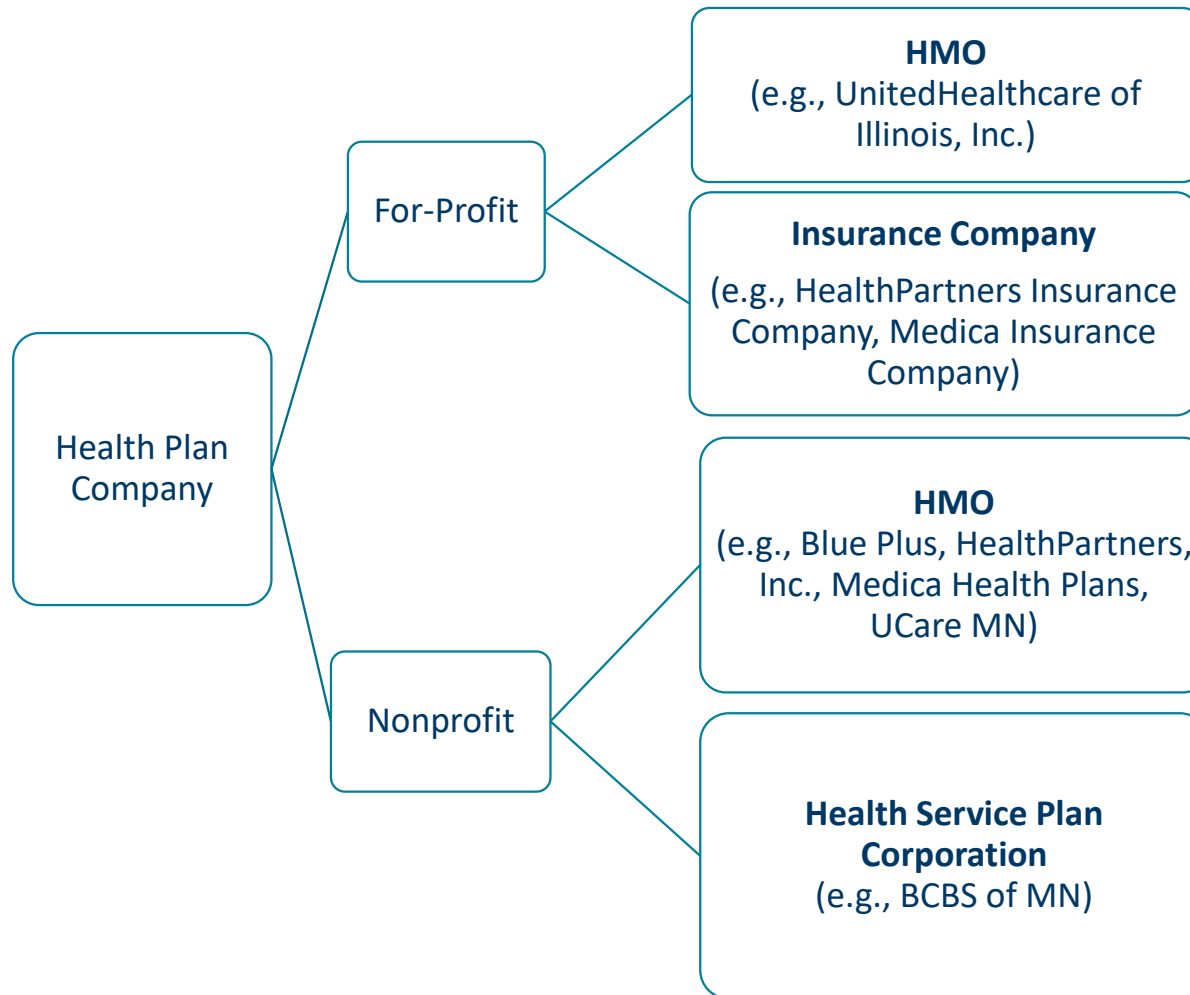 Health Plan
Company
For-Profit
HMO
(e.g., UnitedHealthcare of
Illinois, Inc.)
Insurance Company
(e.g., HealthPartners Insurance
Company, Medica Insurance
Company)
Nonprofit
HMO
(e.g., Blue Plus, HealthPartners,
Inc., Medica Health Plans,
UCare MN)
Health Service Plan
Corporation
(e.g., BCBS of MN)